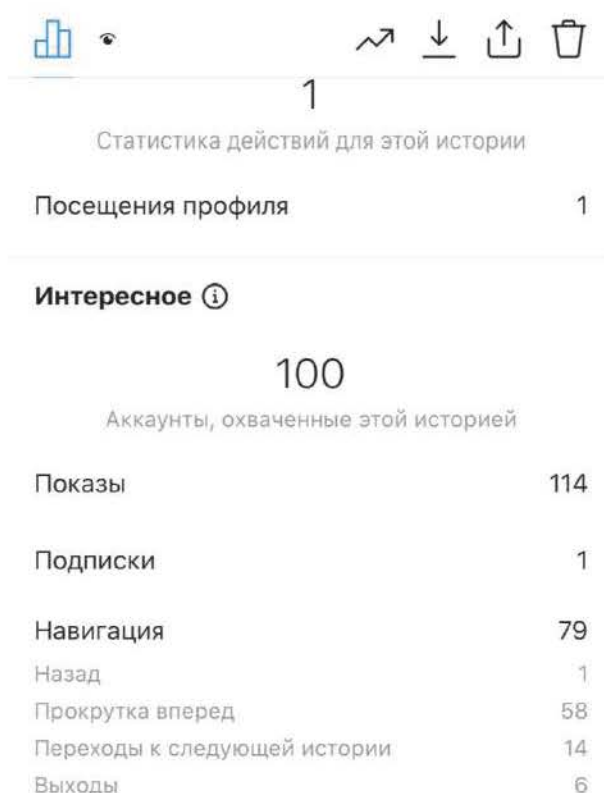 1
Статистика действий для этой истории
Посещения профиля 1
Интересное
100
Аккаунты, охваченные этой историей
Показы 114
Подписки 1
Навигация 79
Назад 1
Прокрутка вперед 58
Переходы к следующей истории 14
Выходы 6